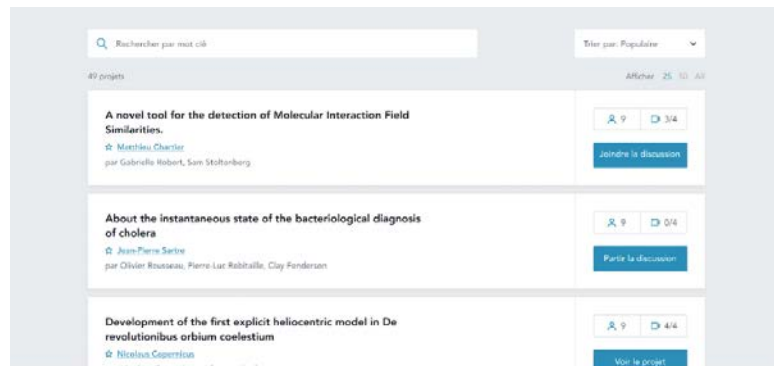 Rechercher par mot clé
Trier par: Populaire
49 projets
Afficher 25 50 All
A novel tool for the detection of Molecular Interaction Field
Similarities.
Matthieu Chartier
par Gabrielle Robert, Sam Stoltenberg
9 3/4
Joindre la discussion
About the instantaneous state of the bacteriological diagnosis
of cholera
Jean-Pierre Sartre
par Olivier Rousseau, Pierre-Luc Robitaille, Clay Fenderson
9 0/4
Partir la discussion
Development of the first explicit heliocentric model in De
revolutionibus orbium coelestium
Nicolaus Copernicus
9 4/4
Voir le projet